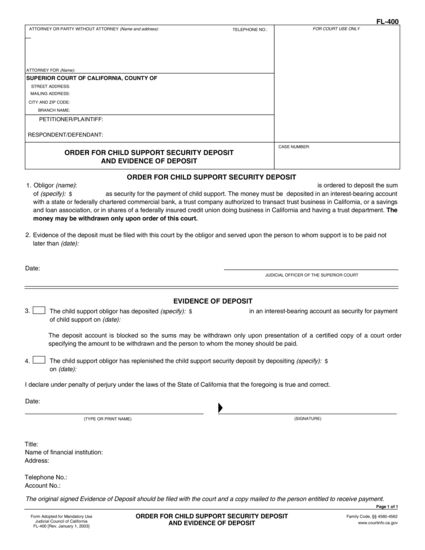 FL-400
ATTORNEY OR PARTY WITHOUT ATTORNEY (Name and address): TELEPHONE NO.: FOR COURT USE ONLY
ATTORNEY FOR (Name):
SUPERIOR COURT OF CALIFORNIA, COUNTY OF
STREET ADDRESS:
MAILING ADDRESS:
CITY AND ZIP CODE:
BRANCH NAME:
PETITIONER/PLAINTIFF:
RESPONDENT/DEFENDANT:
ORDER FOR CHILD SUPPORT SECURITY DEPOSIT
AND EVIDENCE OF DEPOSIT
CASE NUMBER:
ORDER FOR CHILD SUPPORT SECURITY DEPOSIT
1. Obligor (name): is ordered to deposit the sum
of (specify): $ as security for the payment of child support. The money must be deposited in an interest-bearing account
with a state or federally chartered commercial bank, a trust company authorized to transact trust business in California, or a savings
and loan association, or in shares of a federally insured credit union doing business in California and having a trust department. The
money may be withdrawn only upon order of this court.
2. Evidence of the deposit must be filed with this court by the obligor and served upon the person to whom support is to be paid not
later than (date):
Date:
JUDICIAL OFFICER OF THE SUPERIOR COURT
EVIDENCE OF DEPOSIT
3. The child support obligor has deposited (specify): $ in an interest-bearing account as security for payment
of child support on (date):
The deposit account is blocked so the sums may be withdrawn only upon presentation of a certified copy of a court order
specifying the amount to be withdrawn and the person to whom the money should be paid.
4. The child support obligor has replenished the child support security deposit by depositing (specify): $
on (date):
I declare under penalty of perjury under the laws of the State of California that the foregoing is true and correct.
Date:
(TYPE OR PRINT NAME) (SIGNATURE)
Title:
Name of financial institution:
Address:
Telephone No.:
Account No.:
The original signed Evidence of Deposit should be filed with the court and a copy mailed to the person entitled to receive payment.
Page 1 of 1
Form Adopted for Mandatory Use
Judicial Council of California
FL-400 [Rev. January 1, 2003]
ORDER FOR CHILD SUPPORT SECURITY DEPOSIT
AND EVIDENCE OF DEPOSIT
Family Code, §§ 4560-4562
www.courtinfo.ca.gov